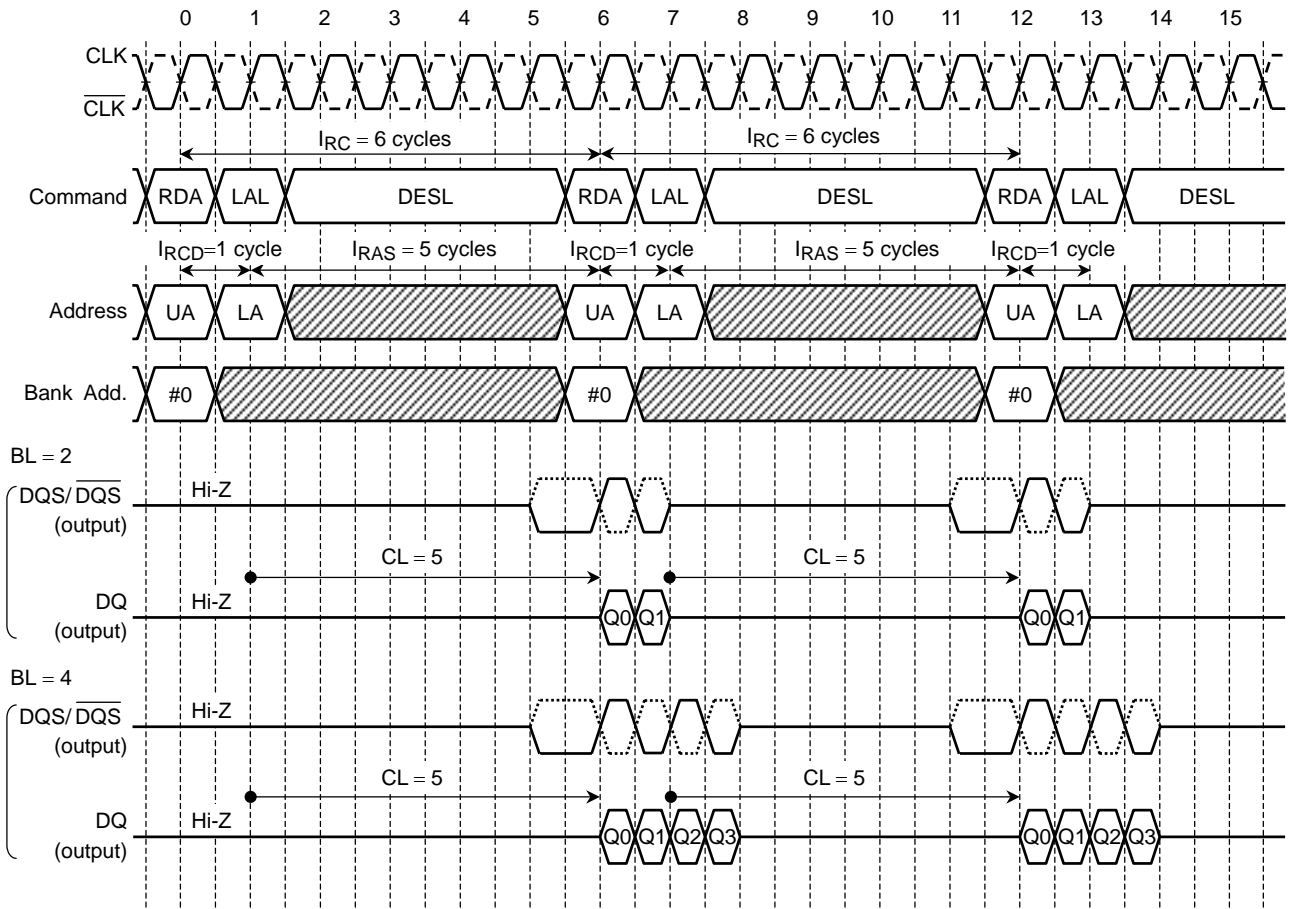 0 1 2 3 4 5 6 7 8 9 10 11 12 13 14 15
CLK
CLK
IRC = 6 cycles IRC = 6 cycles
Command RDA LAL DESL RDA LAL DESL RDA LAL DESL
IRCD=1 cycle IRAS = 5 cycles IRCD=1 cycle IRAS = 5 cycles IRCD=1 cycle
Address UA LA UA LA UA LA
Bank Add. #0 #0 #0
BL = 2
DQS/ DQS Hi-Z
(output)
CL = 5 CL = 5
DQ Hi-Z Q0 Q1 Q0 Q1
(output)
BL = 4
DQS/ DQS Hi-Z
(output)
CL = 5 CL = 5
DQ Hi-Z Q0 Q1 Q2 Q3 Q0 Q1 Q2 Q3
(output)